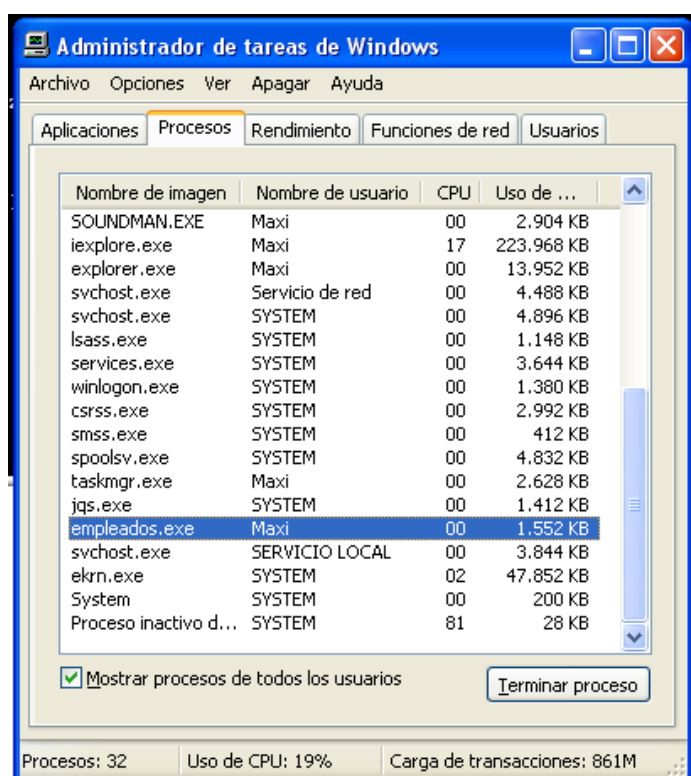 Administrador de tareas de Windows
Archivo Opciones Ver Apagar Ayuda
Aplicaciones Procesos Rendimiento Funciones de red Usuarios
Nombre de imagen Nombre de usuario CPU Uso de ...
SOUNDMAN.EXE Maxi 00 2.904 KB
iexplore.exe Maxi 17 223.968 KB
explorer.exe Maxi 00 13.952 KB
svchost.exe Servicio de red 00 4.488 KB
svchost.exe SYSTEM 00 4.896 KB
lsass.exe SYSTEM 00 1.148 KB
services.exe SYSTEM 00 3.644 KB
winlogon.exe SYSTEM 00 1.380 KB
csrss.exe SYSTEM 00 2.992 KB
smss.exe SYSTEM 00 412 KB
spoolsv.exe SYSTEM 00 4.832 KB
taskmgr.exe Maxi 00 2.628 KB
jqs.exe SYSTEM 00 1.412 KB
empleados.exe Maxi 00 1.552 KB
svchost.exe SERVICIO LOCAL 00 3.844 KB
ekrn.exe SYSTEM 02 47.852 KB
System SYSTEM 00 200 KB
Proceso inactivo d... SYSTEM 81 28 KB
Mostrar procesos de todos los usuarios Terminar proceso
Procesos: 32 Uso de CPU: 19% Carga de transacciones: 861M